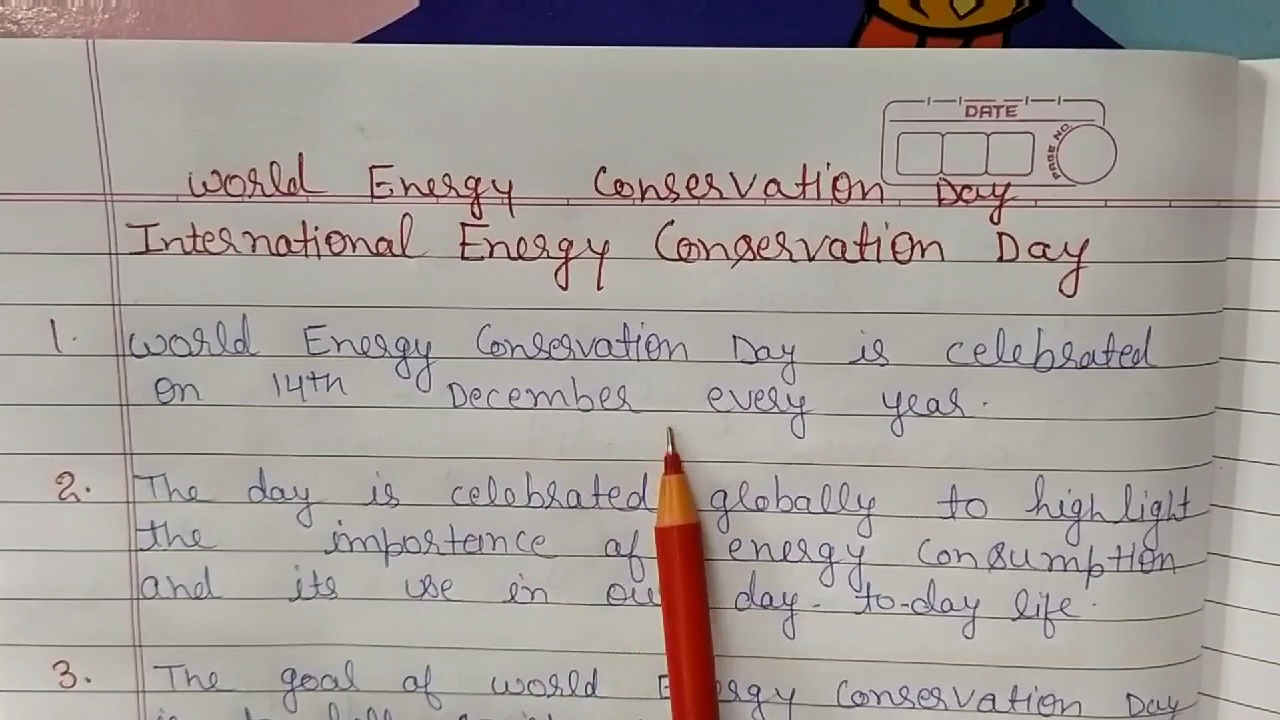 DATE
PAGE NO.
World Energy Conservation Day
International Energy Conservation Day
1. World Energy Conservation Day is celebrated
on 14th December every year.
2. The day is celebrated globally to highlight
the importance of energy consumption
and its use in day-to-day life.
3. The goal of world Conservation Day
is to